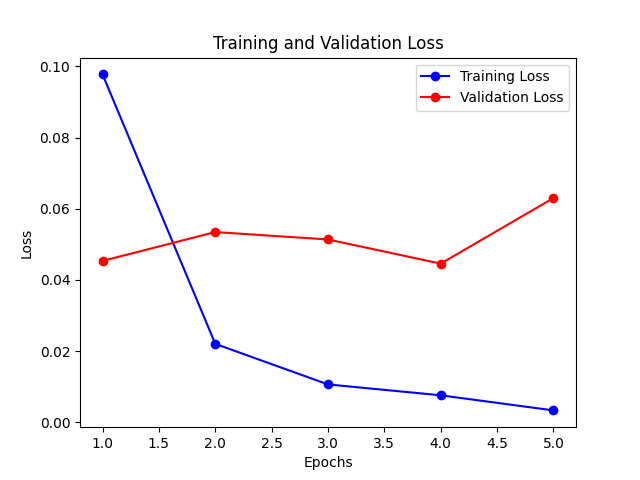 Training and Validation Loss
Training Loss
Validation Loss
Loss
0.10
0.08
0.06
0.04
0.02
0.00
1.0 1.5 2.0 2.5 3.0 3.5 4.0 4.5 5.0
Epochs